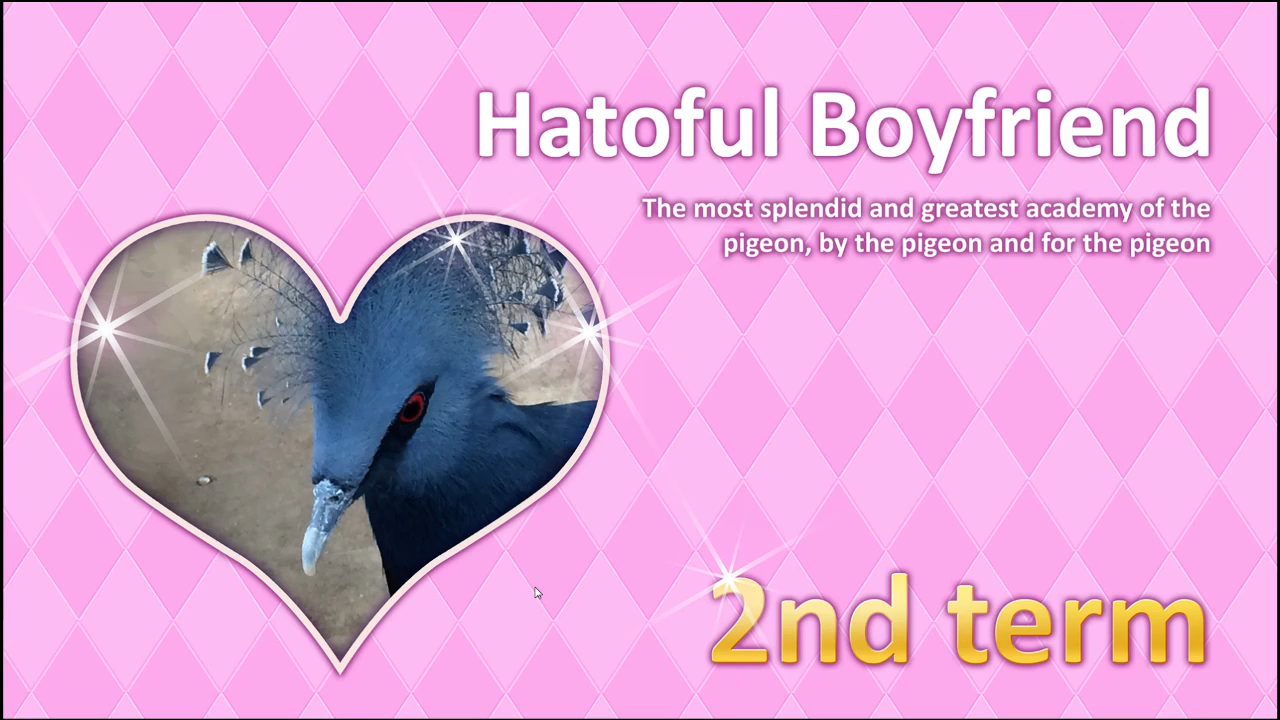 Hatoful Boyfriend
The most splendid and greatest academy of the
pigeon, by the pigeon and for the pigeon
2nd term